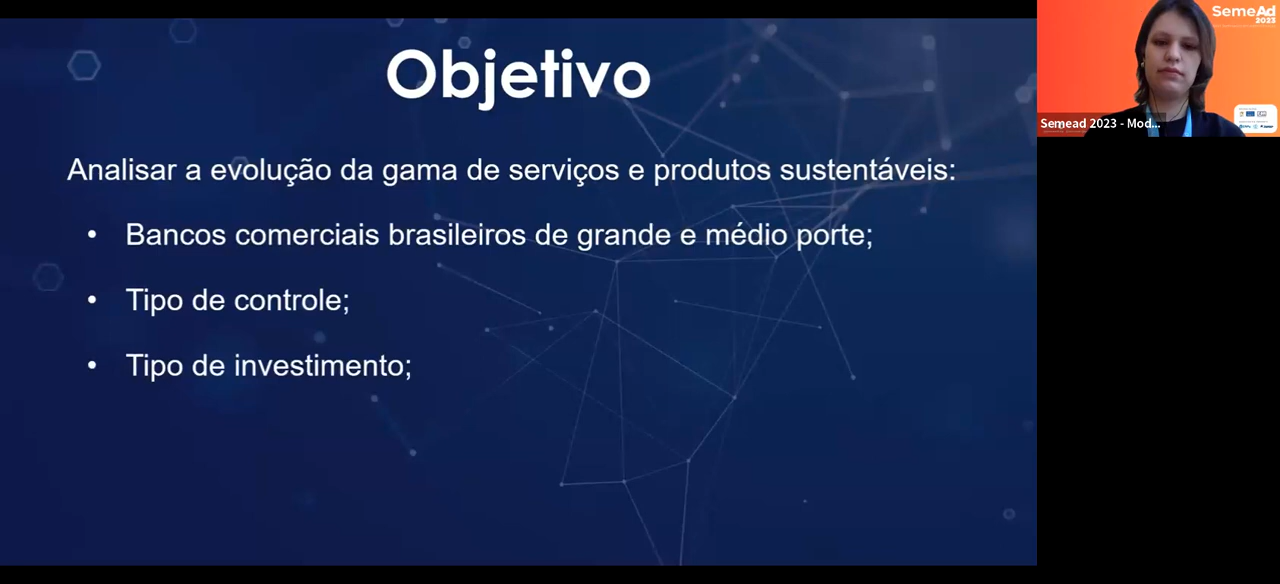 Objetivo
Analisar a evolução da gama de serviços e produtos sustentáveis:
• Bancos comerciais brasileiros de grande e médio porte;
• Tipo de controle;
• Tipo de investimento;
SemeAd
2023
Semead 2023 - Mod...